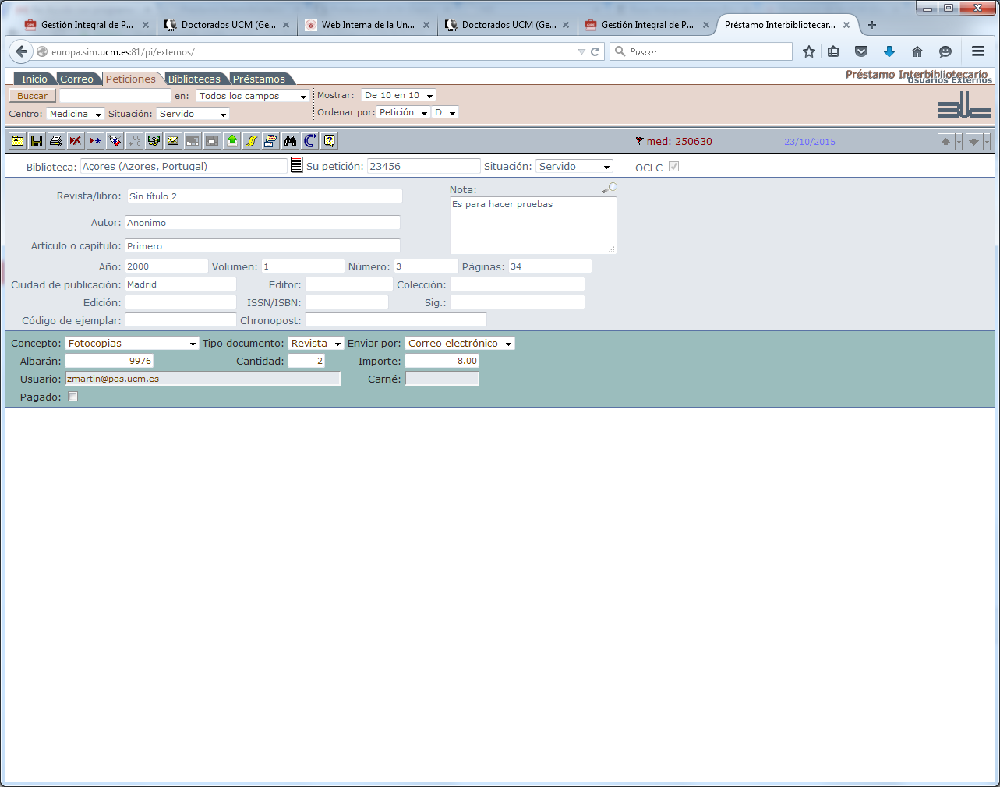 Gestión Integral de P...
Doctorados UCM (Ge...
Web Interna de la Un...
Doctorados UCM (Ge...
Gestión Integral de P...
Préstamo Interbibliotecar...
europa.sim.ucm.es:81/pi/externos/
Buscar
Inicio Correo Peticiones Bibliotecas Préstamos
Préstamo Interbibliotecario
Usuarios Externos
Buscar en: Todos los campos Mostrar: De 10 en 10
Centro: Medicina Situación: Servido Ordenar por: Petición D
med: 250630 23/10/2015
Biblioteca: Açores (Azores, Portugal) Su petición: 23456 Situación: Servido OCLC
Revista/libro: Sin título 2
Nota:
Es para hacer pruebas
Autor: Anonimo
Artículo o capítulo: Primero
Año: 2000 Volumen: 1 Número: 3 Páginas: 34
Ciudad de publicación: Madrid Editor: Colección:
Edición: ISSN/ISBN: Sig.:
Código de ejemplar: Chronopost:
Concepto: Fotocopias Tipo documento: Revista Enviar por: Correo electrónico
Albarán: 9976 Cantidad: 2 Importe: 8.00
Usuario: zmartin@pas.ucm.es Carné:
Pagado: